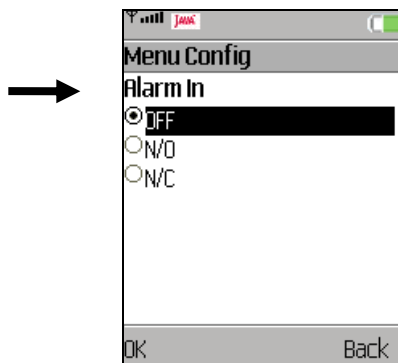 JAVA
Menu Config
Alarm In
OFF
N/O
N/C
OK Back